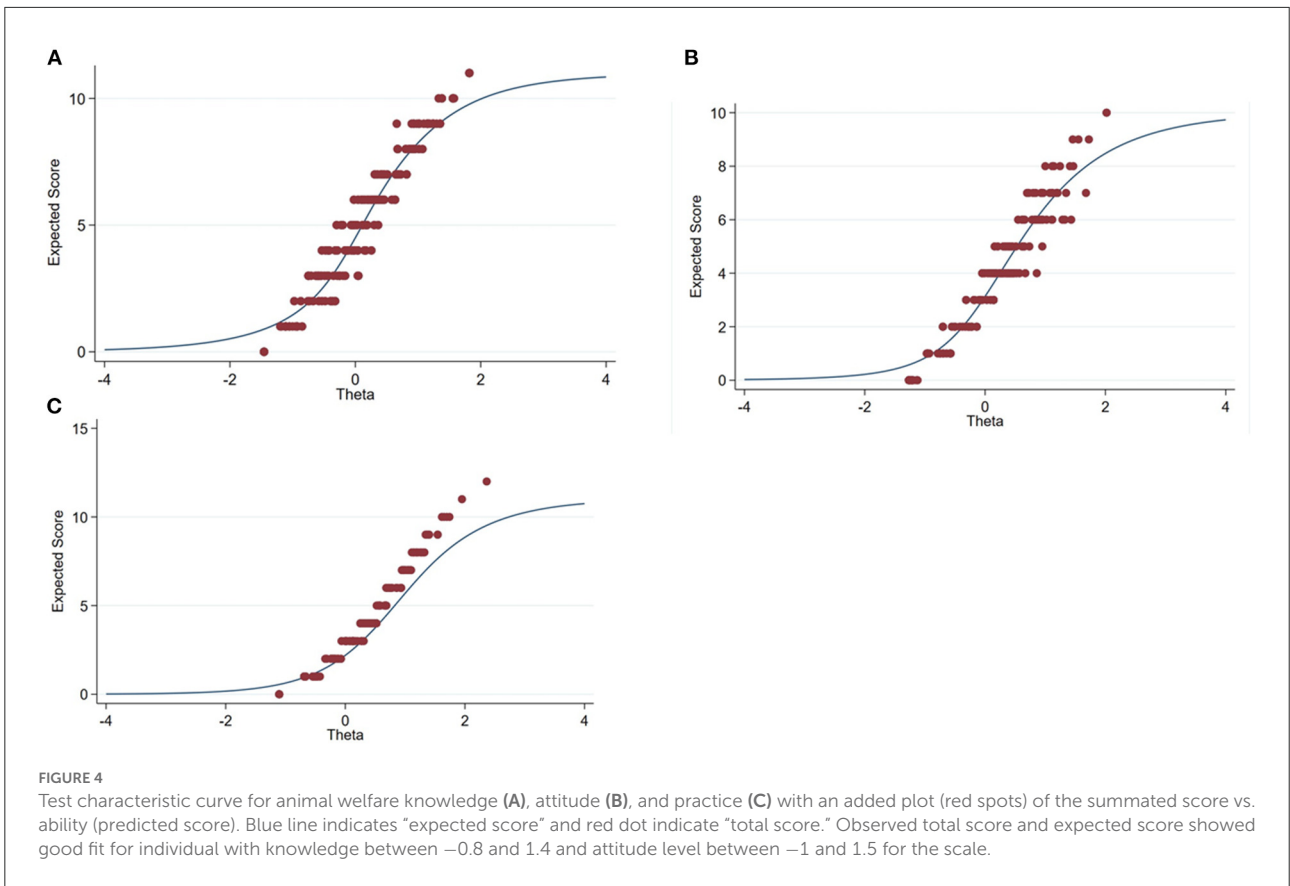 A
10
5
0
Expected Score
-4
-2
0
2
4
Theta
B
10
8
6
4
2
0
Expected Score
-4
-2
0
2
4
Theta
C
15
10
5
0
Expected Score
-4
-2
0
2
4
Theta
FIGURE 4
Test characteristic curve for animal welfare knowledge (A), attitude (B), and practice (C) with an added plot (red spots) of the summated score vs.
ability (predicted score). Blue line indicates “expected score” and red dot indicate “total score.” Observed total score and expected score showed
good fit for individual with knowledge between −0.8 and 1.4 and attitude level between −1 and 1.5 for the scale.